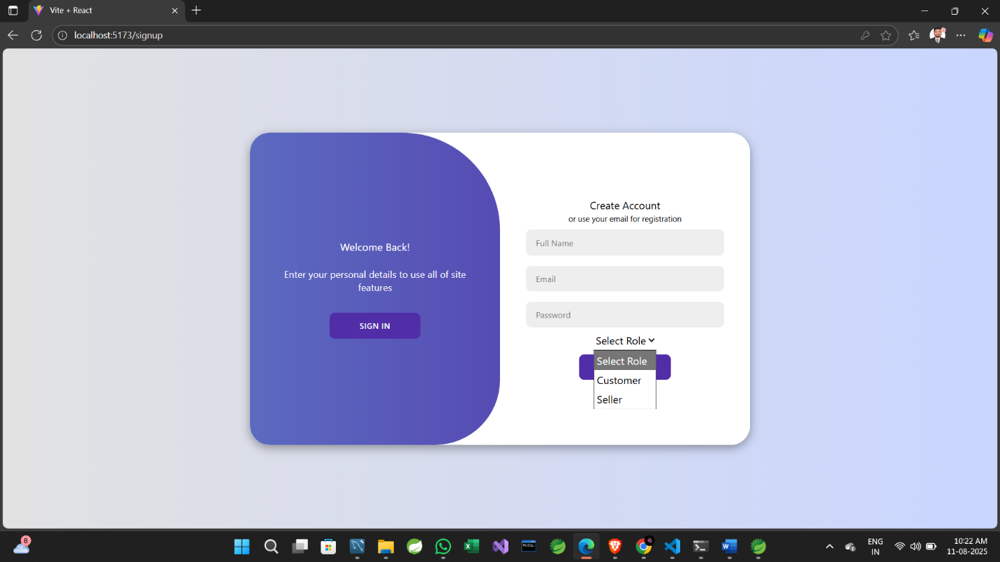 Vite + React
localhost:5173/signup
Create Account
or use your email for registration
Full Name
Email
Password
Select Role
Select Role
Customer
Seller
Welcome Back!
Enter your personal details to use all of site
features
SIGN IN
8
MySQL
ENG
IN
10:22 AM
11-08-2025